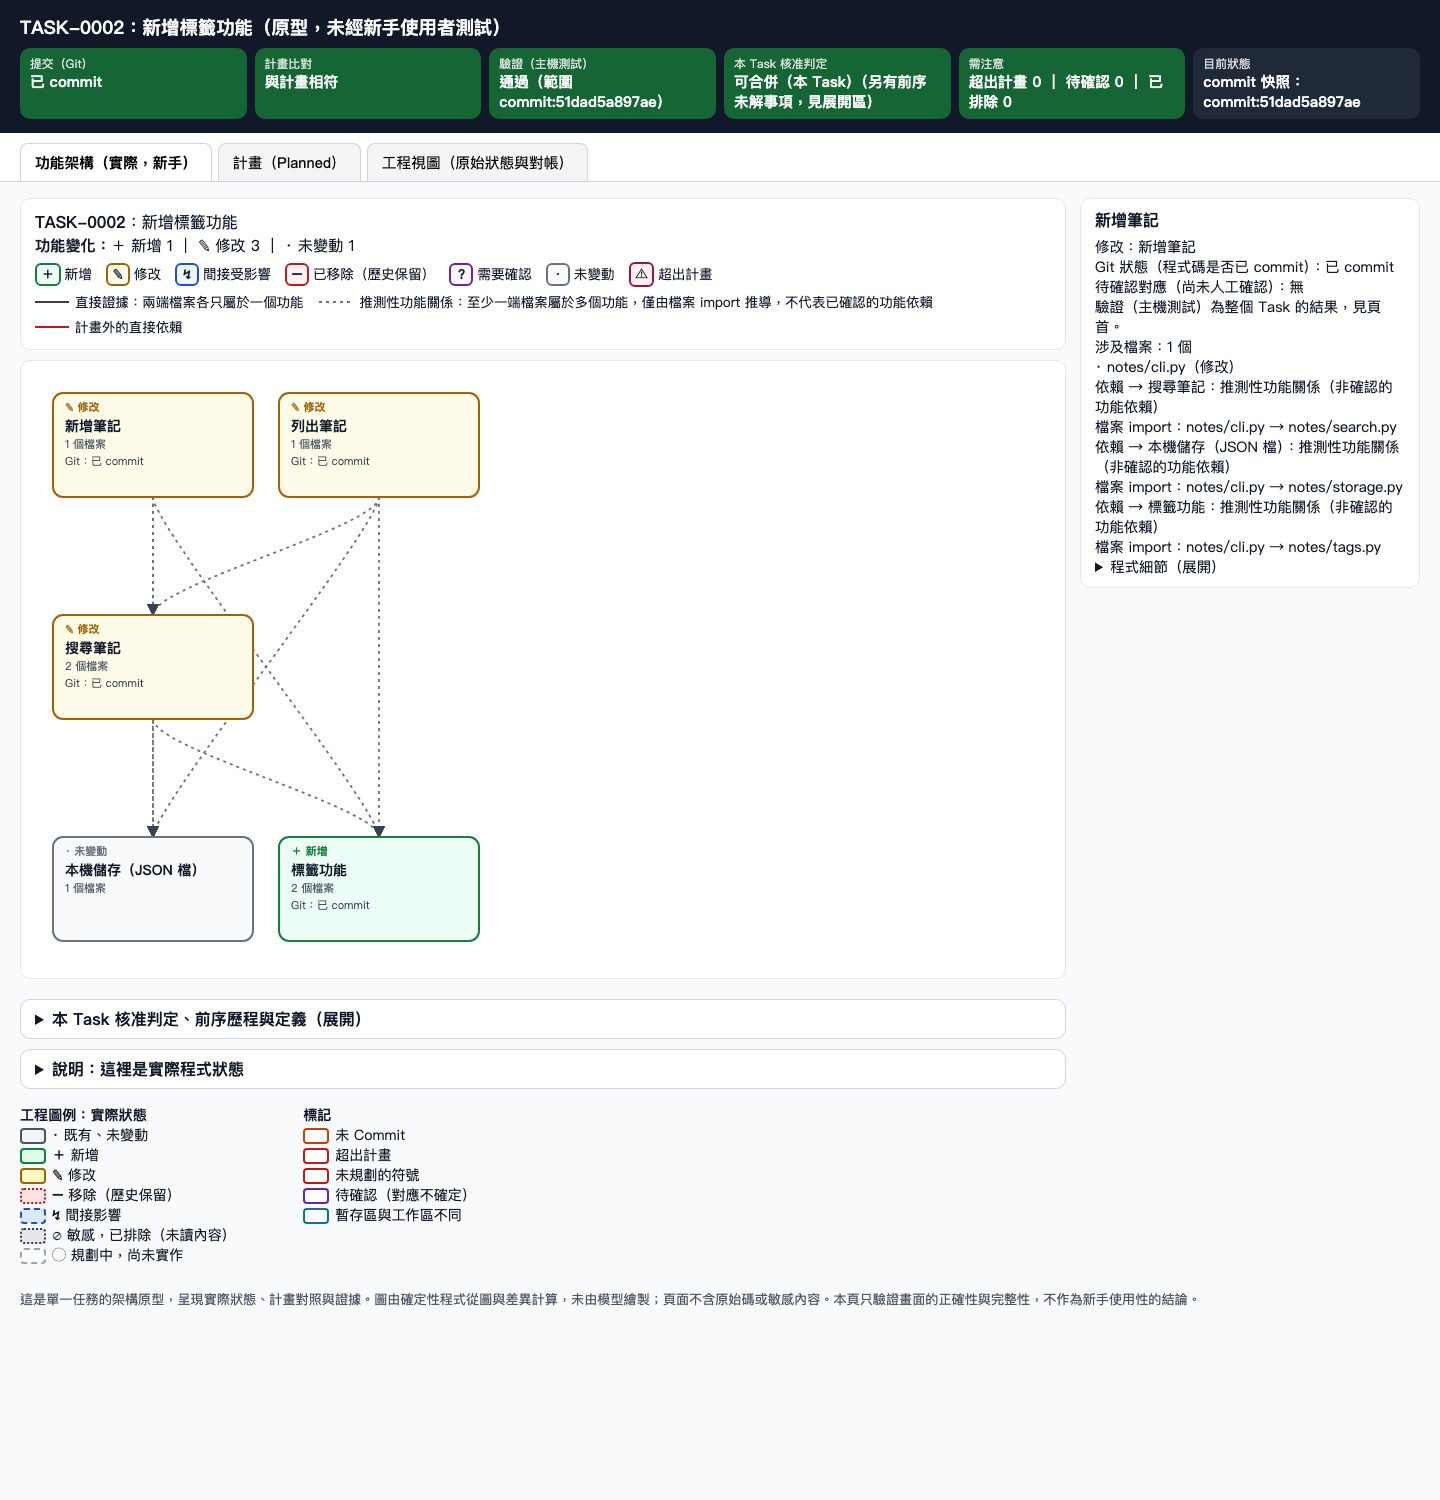 TASK-0002：新增標籤功能（原型，未經新手使用者測試）
提交（Git）
已 commit
計畫比對
與計畫相符
驗證（主機測試）
通過（範圍
commit:51dad5a897ae）
本 Task 核准判定
可合併（本 Task）（另有前序
未解事項，見展開區）
需注意
超出計畫 0 ｜ 待確認 0 ｜ 已
排除 0
目前狀態
commit 快照：
commit:51dad5a897ae
功能架構（實際，新手）
計畫（Planned）
工程視圖（原始狀態與對帳）
TASK-0002：新增標籤功能
功能變化：＋ 新增 1 ｜ ✎ 修改 3 ｜ · 未變動 1
＋ 新增 ✎ 修改 ↯ 間接受影響 − 已移除（歷史保留） ? 需要確認 · 未變動 ⚠ 超出計畫
直接證據：兩端檔案各只屬於一個功能 推測性功能關係：至少一端檔案屬於多個功能，僅由檔案 import 推導，不代表已確認的功能依賴
計畫外的直接依賴
✎ 修改
新增筆記
1 個檔案
Git：已 commit
✎ 修改
列出筆記
1 個檔案
Git：已 commit
✎ 修改
搜尋筆記
2 個檔案
Git：已 commit
· 未變動
本機儲存（JSON 檔）
1 個檔案
＋ 新增
標籤功能
2 個檔案
Git：已 commit
新增筆記
修改：新增筆記
Git 狀態（程式碼是否已 commit）：已 commit
待確認對應（尚未人工確認）：無
驗證（主機測試）為整個 Task 的結果，見頁
首。
涉及檔案：1 個
· notes/cli.py（修改）
依賴 → 搜尋筆記：推測性功能關係（非確認的
功能依賴）
檔案 import：notes/cli.py → notes/search.py
依賴 → 本機儲存（JSON 檔）：推測性功能關係
（非確認的功能依賴）
檔案 import：notes/cli.py → notes/storage.py
依賴 → 標籤功能：推測性功能關係（非確認的
功能依賴）
檔案 import：notes/cli.py → notes/tags.py
▶ 程式細節（展開）
▶ 本 Task 核准判定、前序歷程與定義（展開）
▶ 說明：這裡是實際程式狀態
工程圖例：實際狀態
· 既有、未變動
＋ 新增
✎ 修改
− 移除（歷史保留）
↯ 間接影響
⊘ 敏感，已排除（未讀內容）
◌ 規劃中，尚未實作
標記
未 Commit
超出計畫
未規劃的符號
待確認（對應不確定）
暫存區與工作區不同
這是單一任務的架構原型，呈現實際狀態、計畫對照與證據。圖由確定性程式從圖與差異計算，未由模型繪製；頁面不含原始碼或敏感內容。本頁只驗證畫面的正確性與完整性，不作為新手使用性的結論。